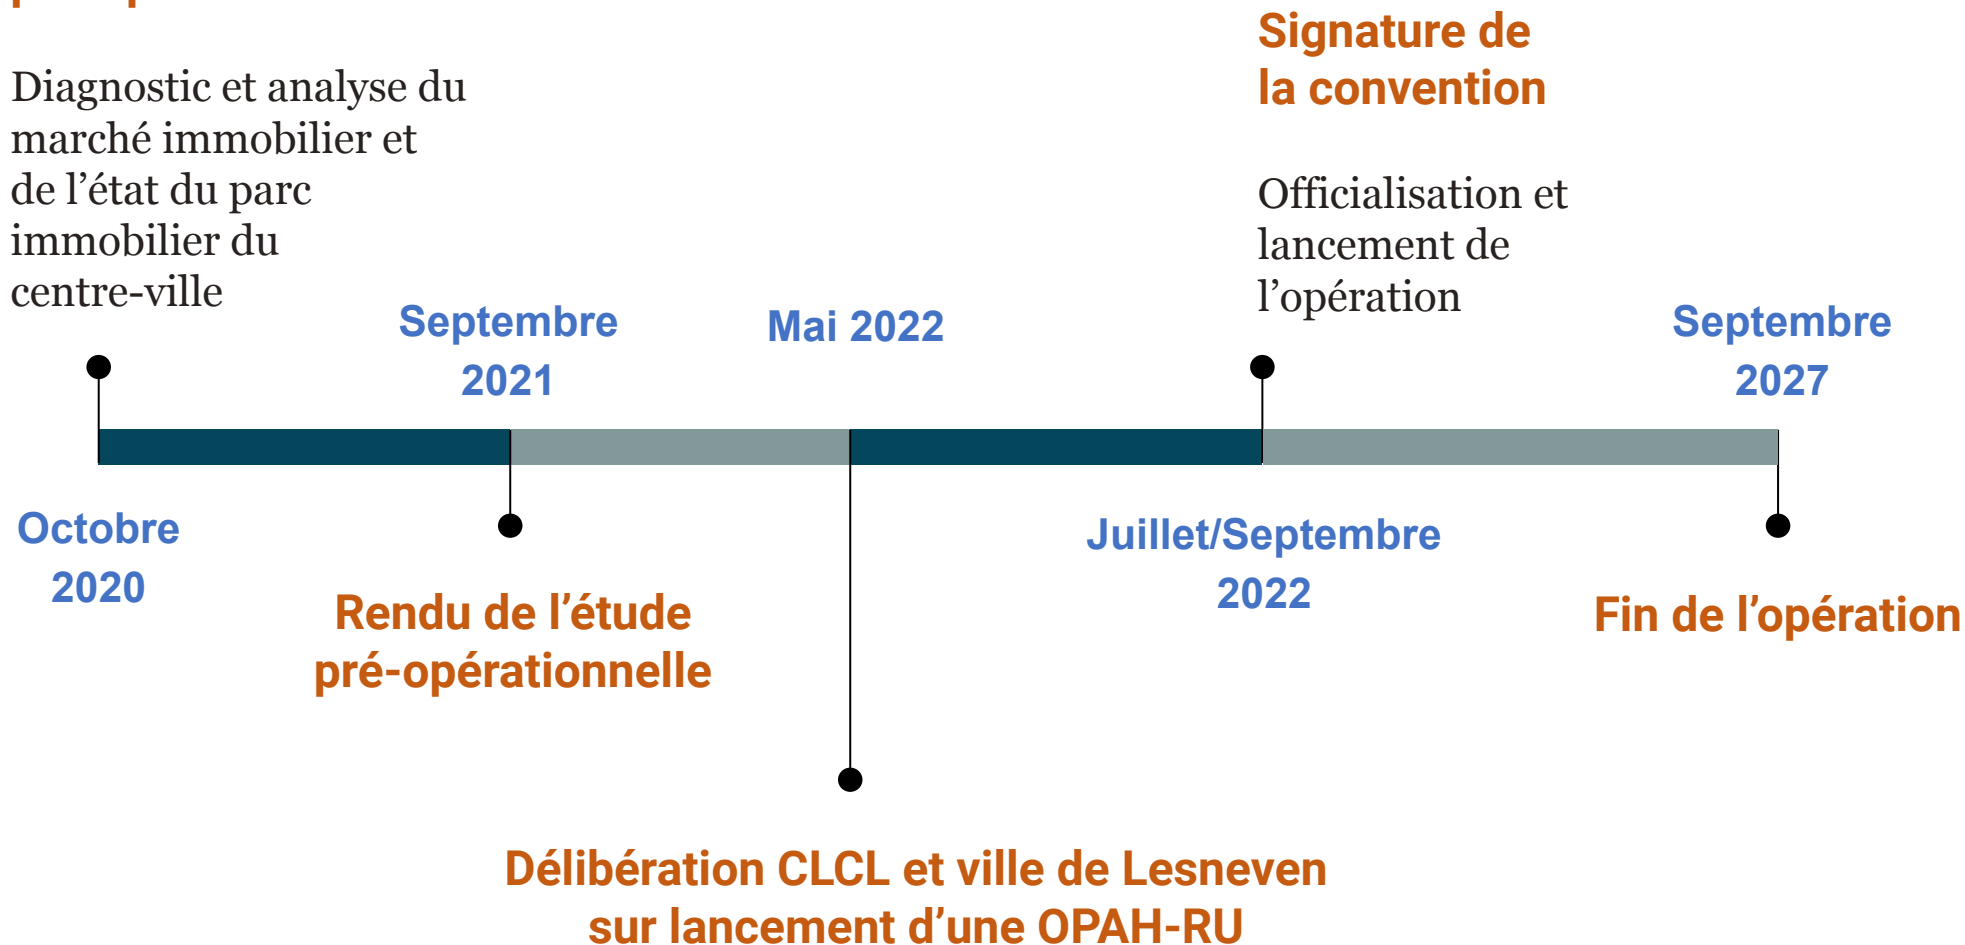 Diagnostic et analyse du
marché immobilier et
de l’état du parc
immobilier du
centre-ville
Octobre
2020
Septembre
2021
Rendu de l’étude
pré-opérationnelle
Mai 2022
Délibération CLCL et ville de Lesneven
sur lancement d’une OPAH-RU
Signature de
la convention
Officialisation et
lancement de
l’opération
Juillet/Septembre
2022
Septembre
2027
Fin de l’opération